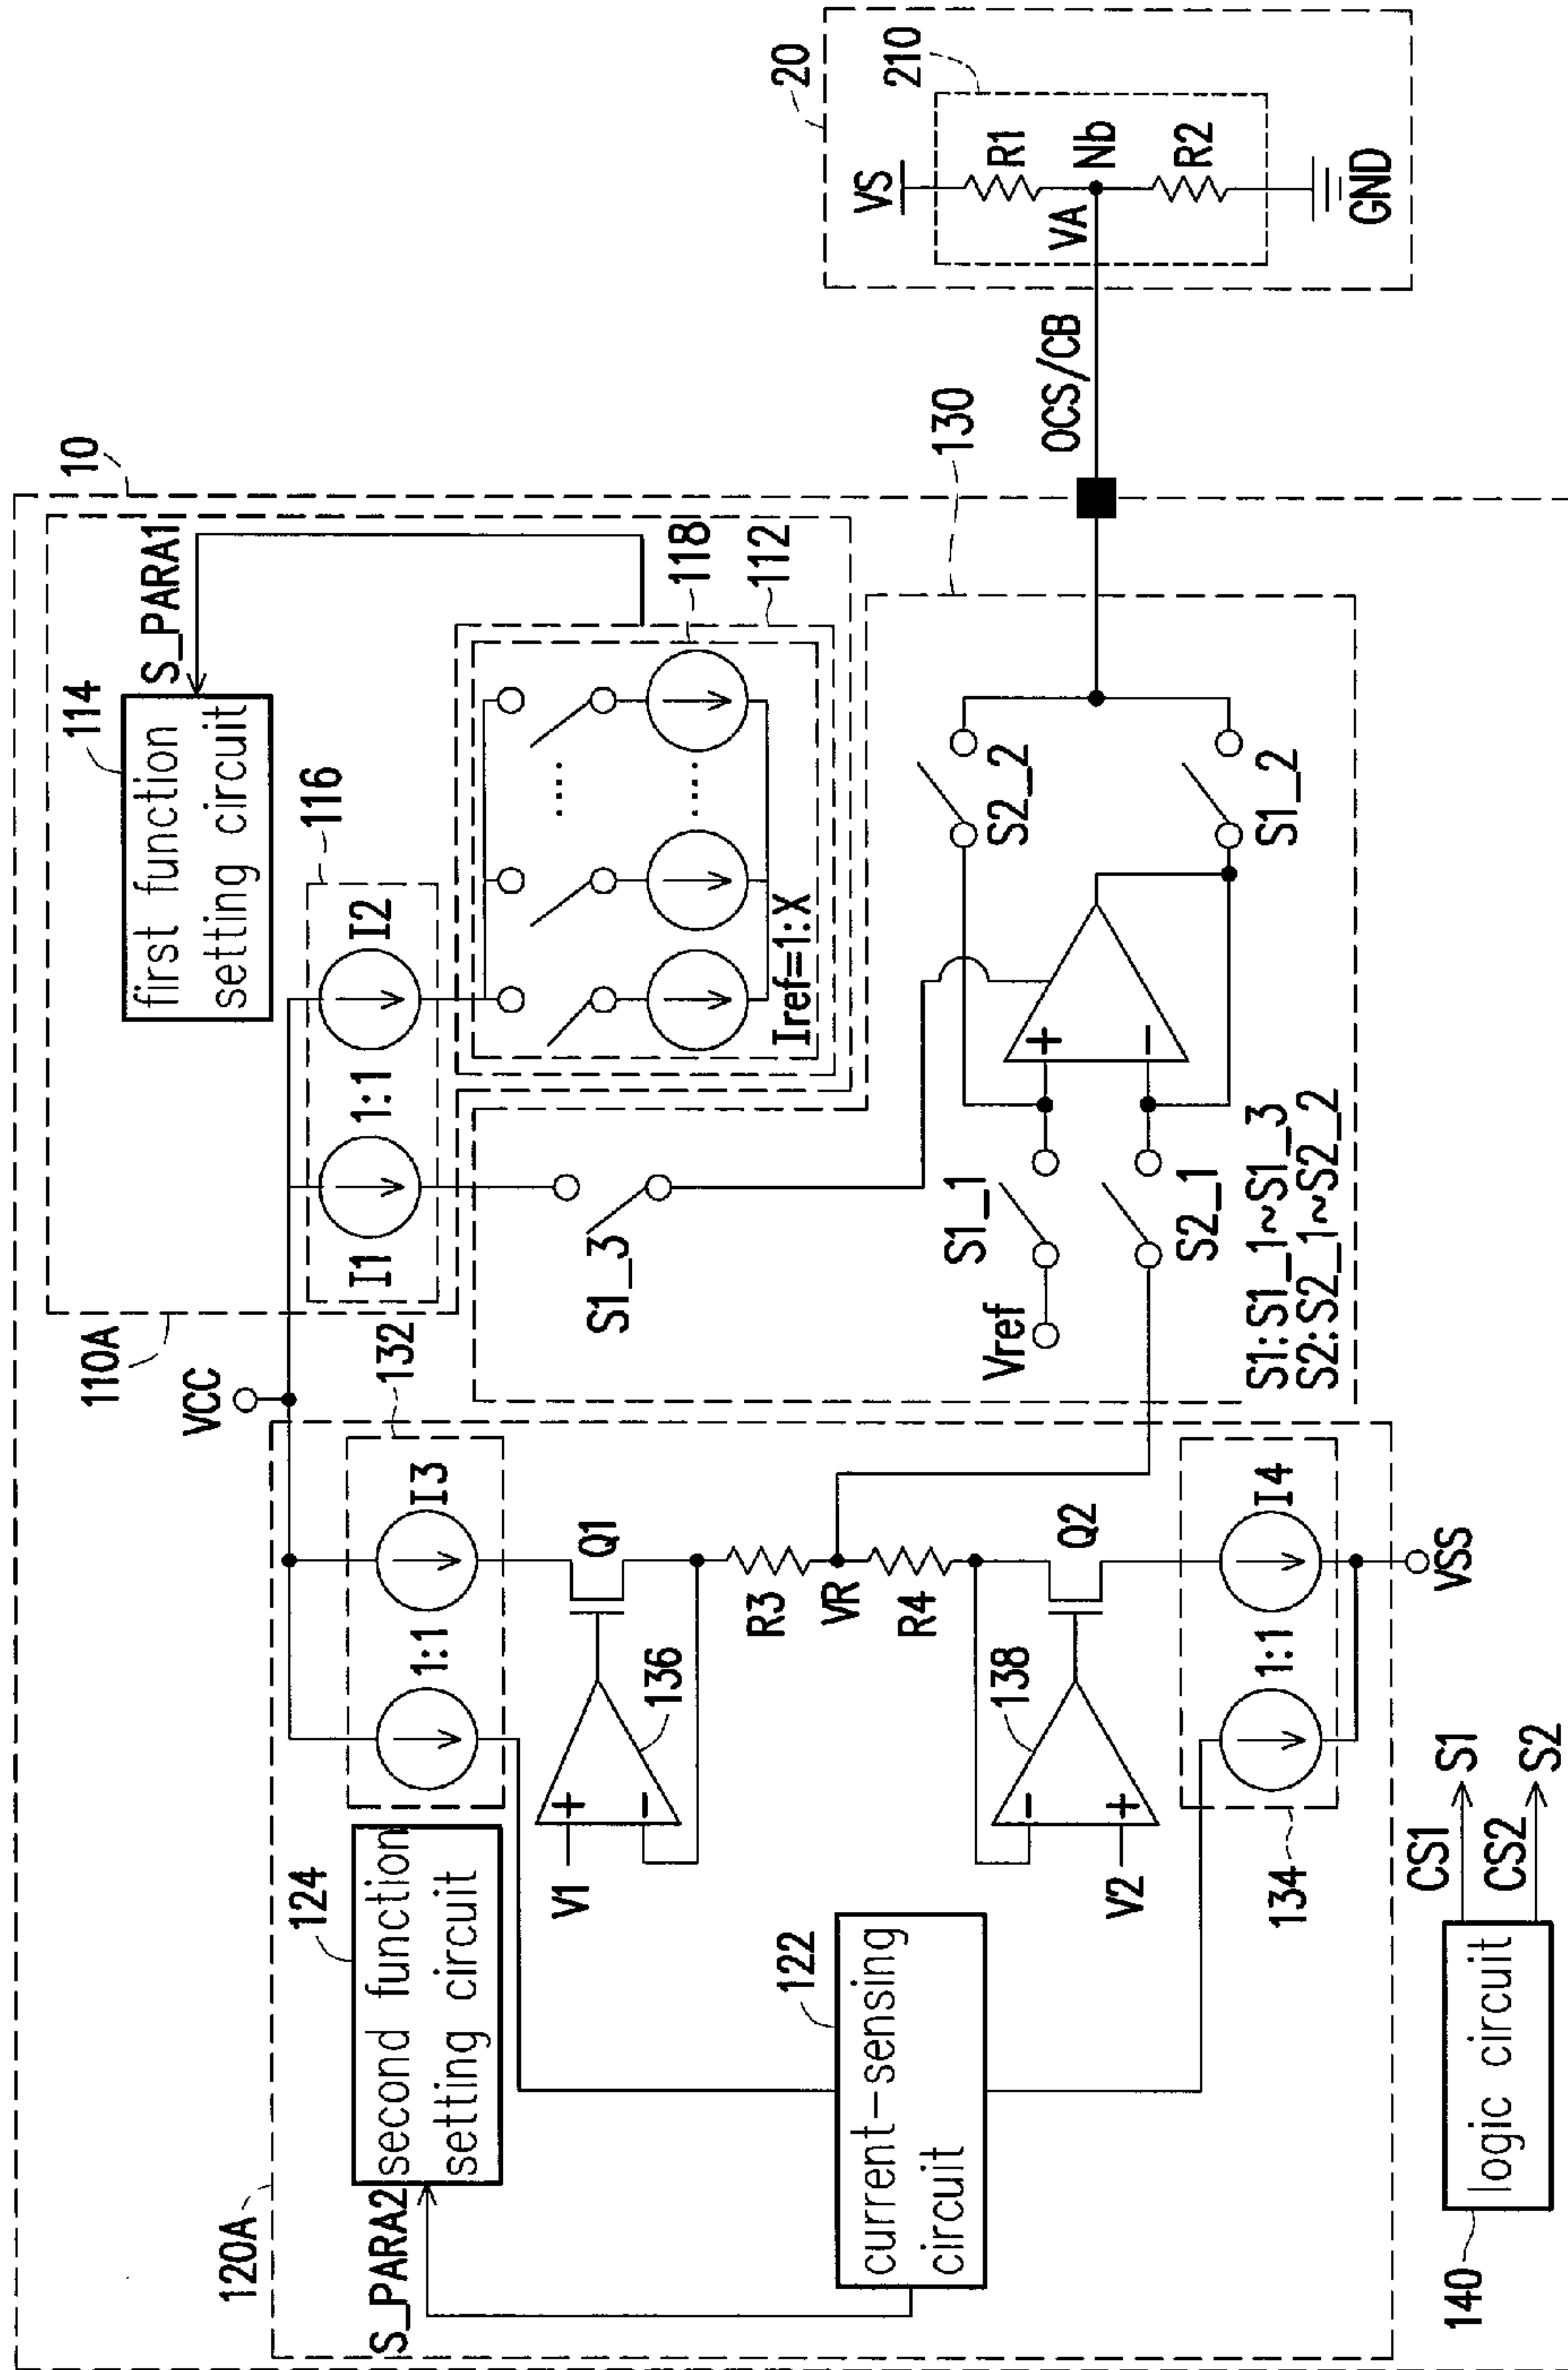 10
110A
114
first function
setting circuit
S_PARA1
116
I1
1:1
I2
118
112
Iref=1:X
VCC
120A
124
second function
setting circuit
S_PARA2
132
1:1
I3
V1
+
-
136
Q1
R3
VR
R4
122
current-sensing
circuit
V2
-
+
138
Q2
134
1:1
I4
VSS
140
logic circuit
CS1
S1
CS2
S2
130
S1_3
Vref
S1_1
S2_1
+
-
S2_2
S1_2
S1:S1_1~S1_3
S2:S2_1~S2_2
OCS/CB
20
210
VS
R1
VA
Nb
R2
GND